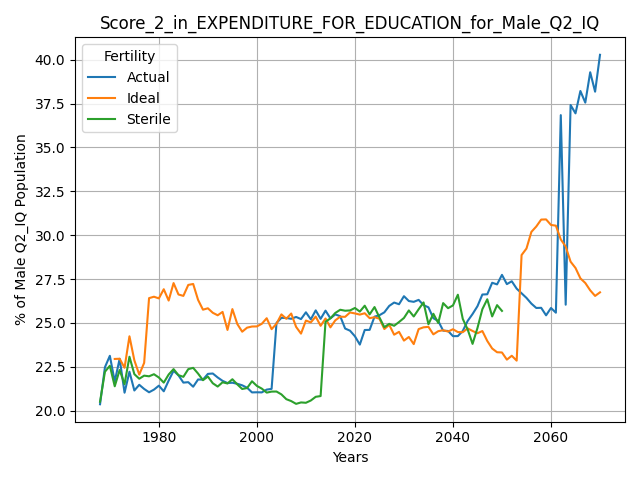 Score_2_in_EXPENDITURE_FOR_EDUCATION_for_Male_Q2_IQ
Fertility
Actual
Ideal
Sterile
% of Male Q2_IQ Population
40.0
37.5
35.0
32.5
30.0
27.5
25.0
22.5
20.0
1980
2000
2020
2040
2060
Years